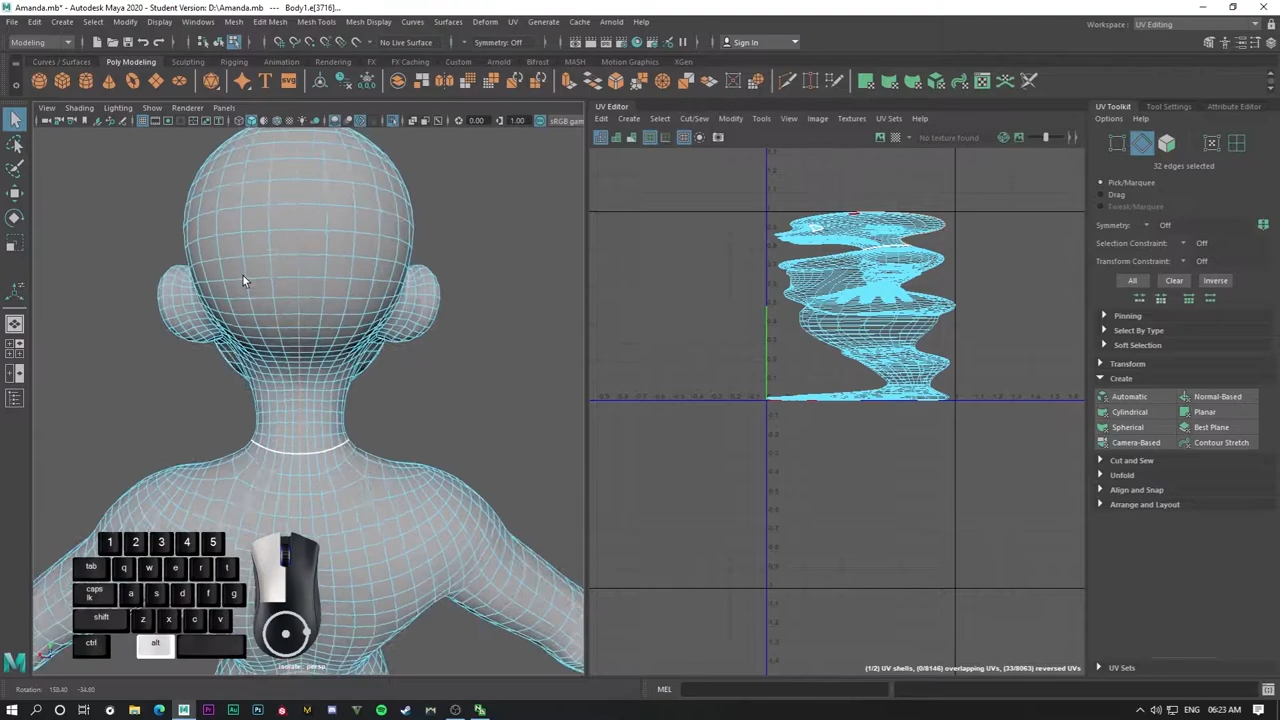 Amanda.mb* - Autodesk Maya 2020 - Student Version: D:\Amanda.mb --- Body1.e[3716]...
File Edit Create Select Modify Display Windows Mesh Edit Mesh Mesh Tools Mesh Display Curves Surfaces Deform UV Generate Cache Arnold Help
Workspace : UV Editing
Modeling No Live Surface Symmetry: Off Sign In
Curves / Surfaces Poly Modeling Sculpting Rigging Animation Rendering FX FX Caching Custom Arnold Bifrost MASH Motion Graphics XGen
View Shading Lighting Show Renderer Panels
0.00 1.00 sRGB gam
UV Editor
Edit Create Select Cut/Sew Modify Tools View Image Textures UV Sets Help
No texture found
UV Toolkit Tool Settings Attribute Editor
Options Help
32 edges selected
Pick/Marquee
Drag
Tweak/Marquee
Symmetry: Off
Selection Constraint: Off
Transform Constraint: Off
All Clear Inverse
Pinning
Select By Type
Soft Selection
Transform
Create
Automatic Normal-Based
Cylindrical Planar
Spherical Best Plane
Camera-Based Contour Stretch
Cut and Sew
Unfold
Align and Snap
Arrange and Layout
UV Sets
1 2 3 4 5
tab q w e r t
caps lk a s d f g
shift z x c v
ctrl alt
(1/2) UV shells, (0/8146) overlapping UVs, (33/8063) reversed UVs
Rotation: 150.40 -34.80
MEL
06:23 AM